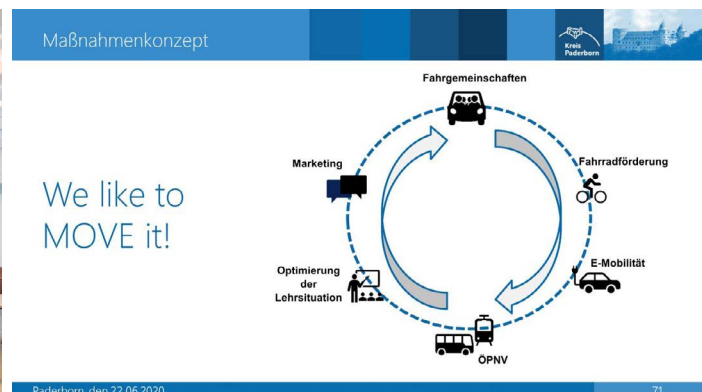 Maßnahmenkonzept
Kreis
Paderborn
We like to
MOVE it!
Fahrgemeinschaften
Fahrradförderung
E-Mobilität
ÖPNV
Optimierung
der
Lehrsituation
Marketing
Paderborn, den 22.06.2020
71